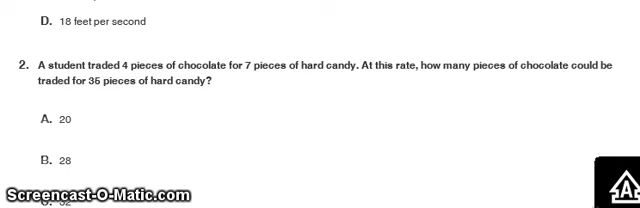 D. 18 feet per second
2. A student traded 4 pieces of chocolate for 7 pieces of hard candy. At this rate, how many pieces of chocolate could be
traded for 35 pieces of hard candy?
A. 20
B. 28
Screencast-O-Matic.com
A